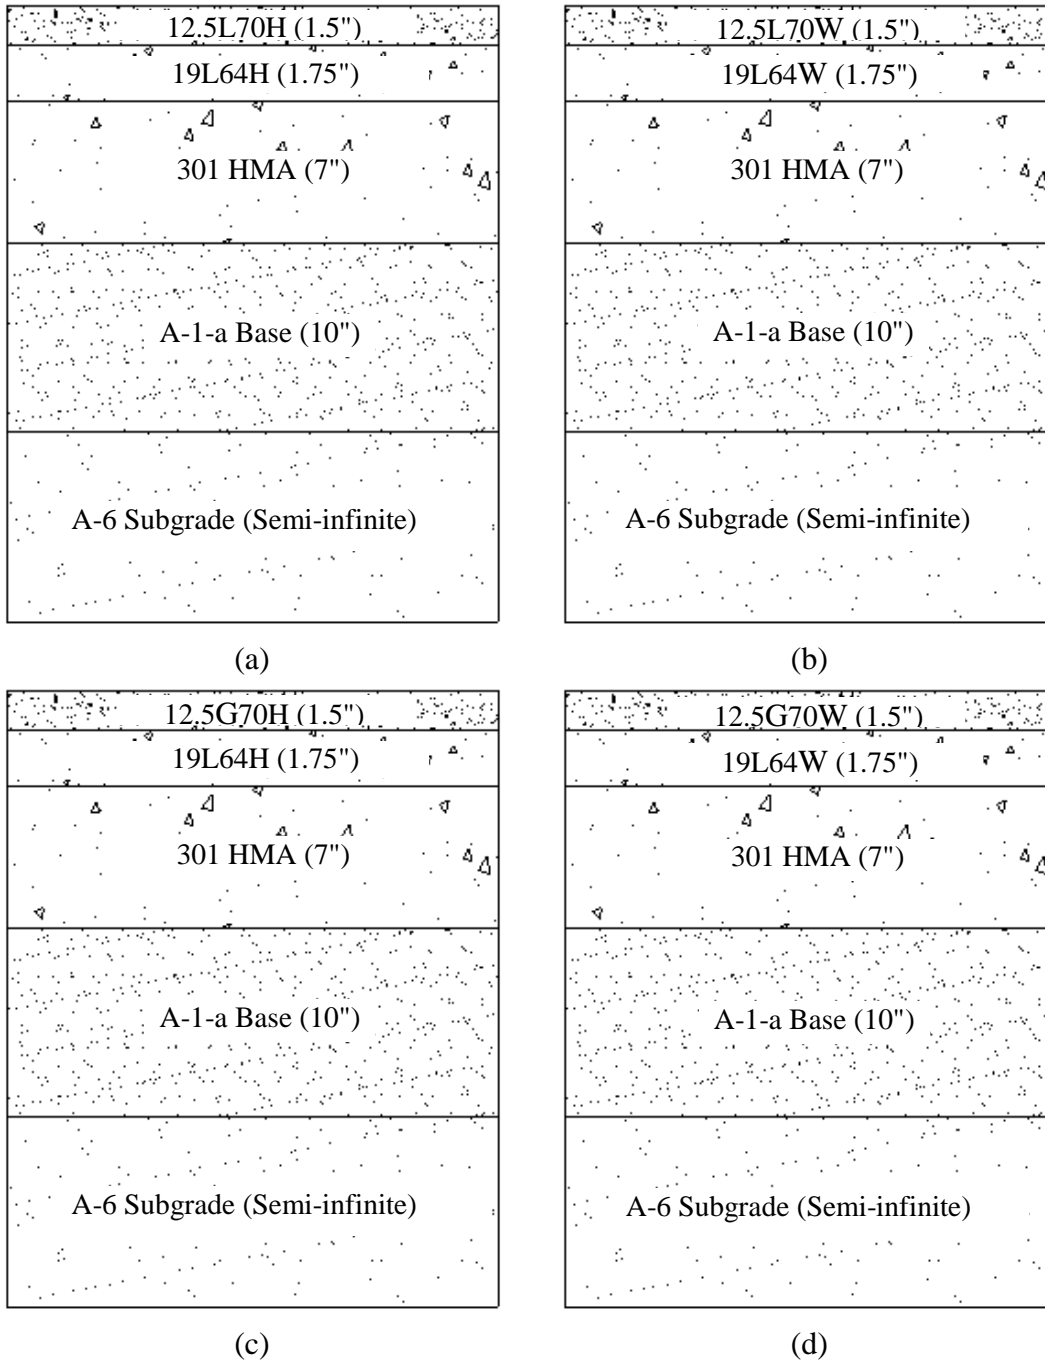 12.5L70H (1.5")
19L64H (1.75")
301 HMA (7")
A-1-a Base (10")
A-6 Subgrade (Semi-infinite)
(a)
12.5L70W (1.5")
19L64W (1.75")
301 HMA (7")
A-1-a Base (10")
A-6 Subgrade (Semi-infinite)
(b)
12.5G70H (1.5")
19L64H (1.75")
301 HMA (7")
A-1-a Base (10")
A-6 Subgrade (Semi-infinite)
(c)
12.5G70W (1.5")
19L64W (1.75")
301 HMA (7")
A-1-a Base (10")
A-6 Subgrade (Semi-infinite)
(d)